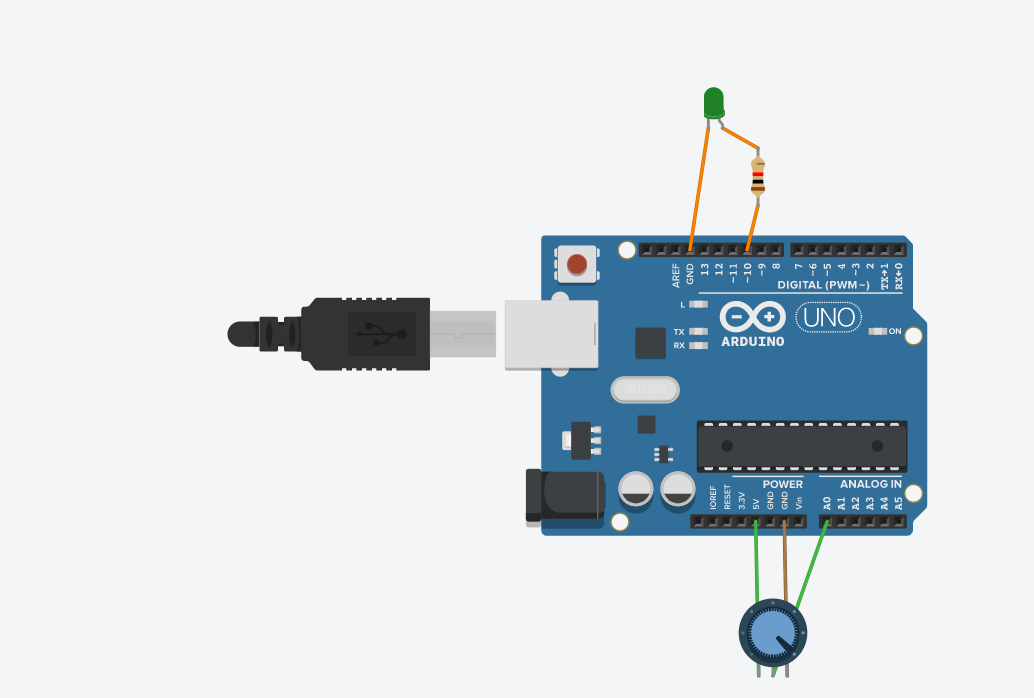 AREF
GND
13
12
~11
~10
~9
8
7
~6
~5
4
~3
2
TX→1
RX←0
DIGITAL (PWM~)
L
TX
RX
ARDUINO
UNO
ON
POWER
ANALOG IN
IOREF
RESET
3.3V
5V
GND
GND
Vin
A0
A1
A2
A3
A4
A5